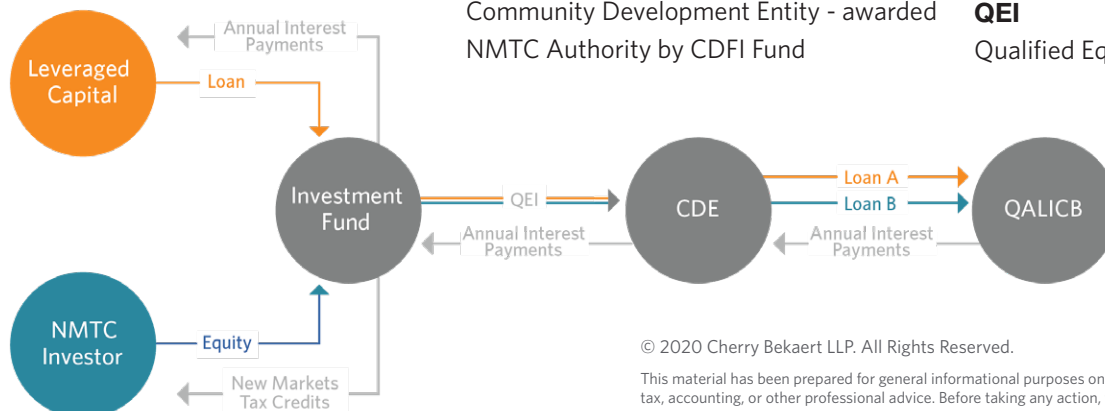 Community Development Entity - awarded
NMTC Authority by CDFI Fund
QEI
Qualified
Annual Interest
Payments
Leveraged
Capital
Loan
Investment
Fund
QEI
CDE
Loan A
Loan B
QALICB
Annual Interest
Payments
Annual Interest
Payments
NMTC
Investor
Equity
New Markets
Tax Credits
© 2020 Cherry Bekaert LLP. All Rights Reserved.
This material has been prepared for general informational purposes on
tax, accounting, or other professional advice. Before taking any action,